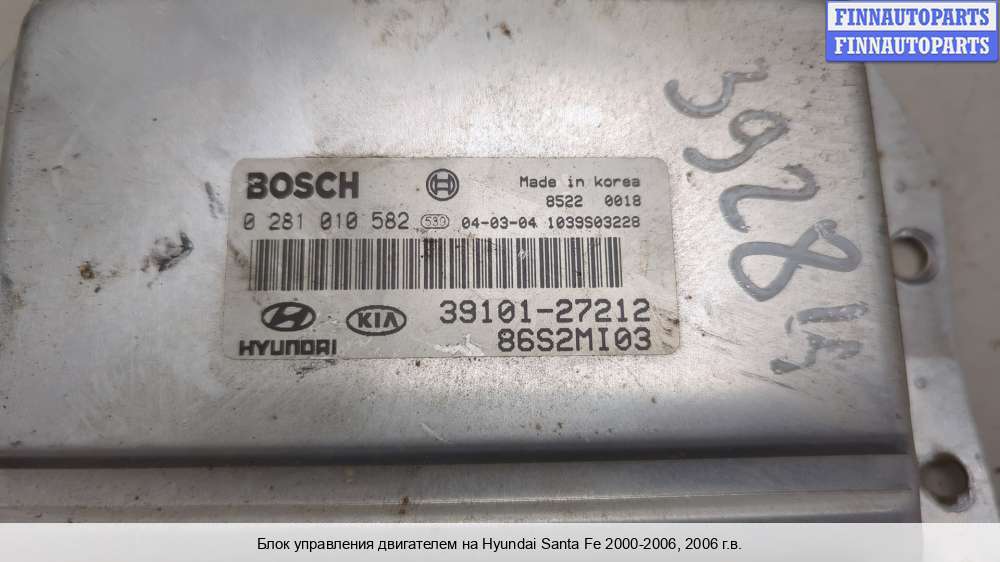 FINNAUTOPARTS
FINNAUTOPARTS
BOSCH
Made in korea
8522 0018
0 281 010 582 530 04-03-04 1039S03228
HYUNDAI KIA 39101-27212
86S2MI03
Блок управления двигателем на Hyundai Santa Fe 2000-2006, 2006 г.в.